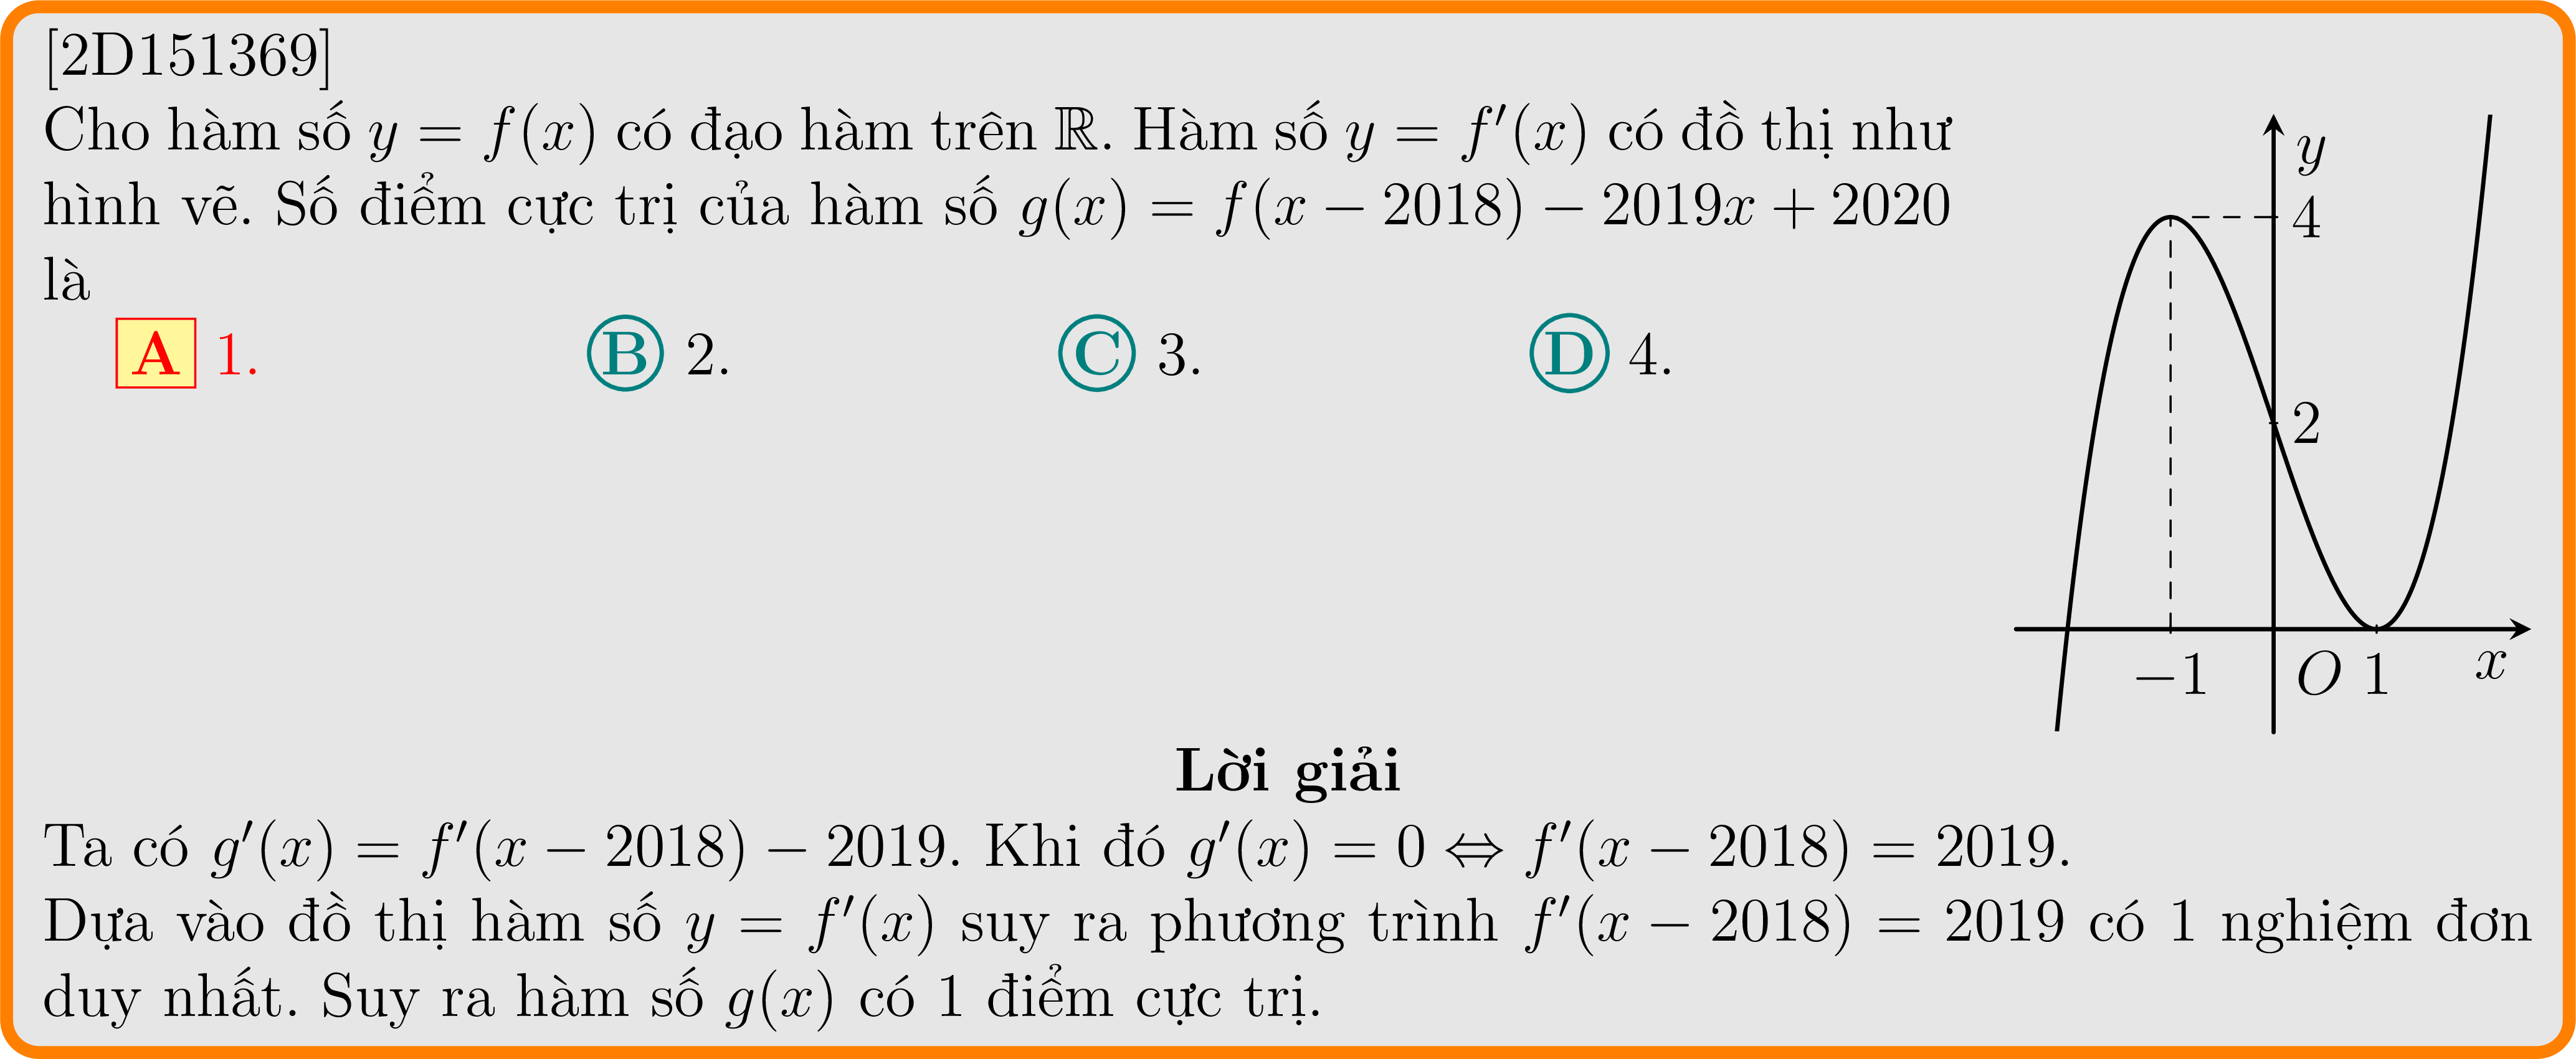 [2D151369]
Cho hàm số y = f(x) có đạo hàm trên ℝ. Hàm số y = f′(x) có đồ thị như
hình vẽ. Số điểm cực trị của hàm số g(x) = f(x − 2018) − 2019x + 2020
là
A 1. B 2. C 3. D 4.
y
4
2
−1 O 1 x
Lời giải
Ta có g′(x) = f′(x − 2018) − 2019. Khi đó g′(x) = 0 ⇔ f′(x − 2018) = 2019.
Dựa vào đồ thị hàm số y = f′(x) suy ra phương trình f′(x − 2018) = 2019 có 1 nghiệm đơn
duy nhất. Suy ra hàm số g(x) có 1 điểm cực trị.